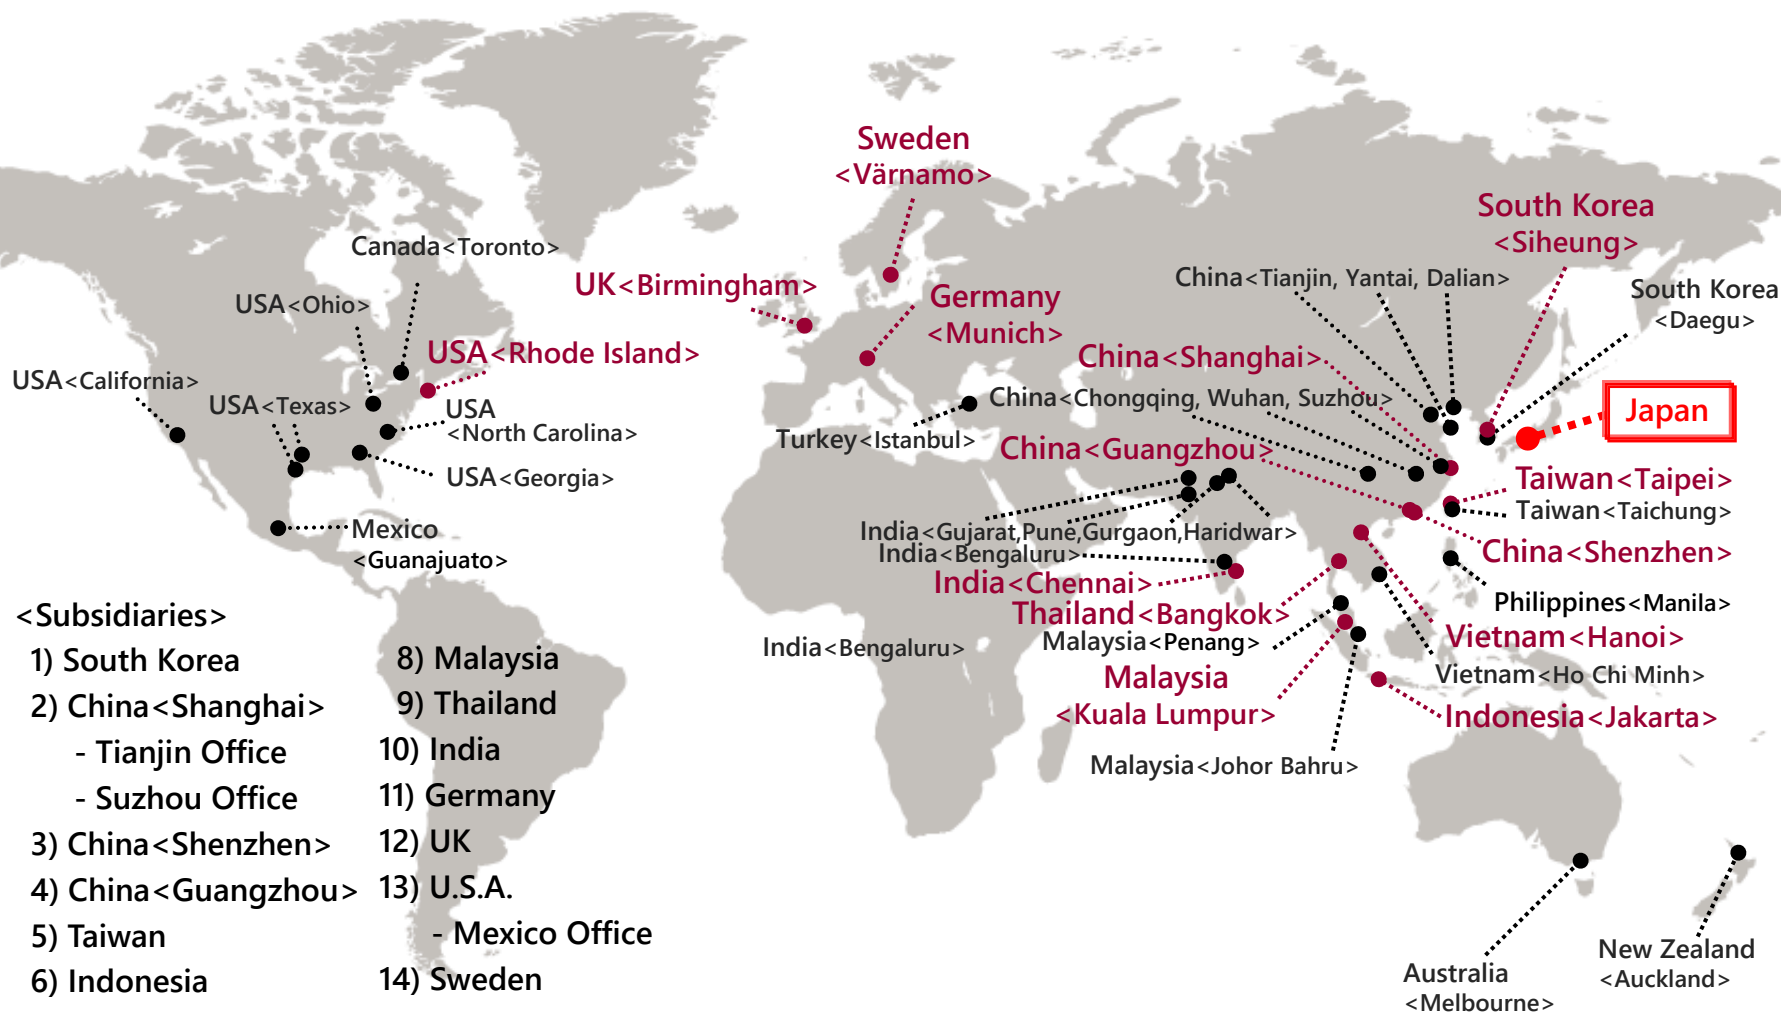 Sweden
<Värnamo>
South Korea
<Siheung>
Canada<Toronto>
UK<Birmingham>
China<Tianjin, Yantai, Dalian>
South Korea
<Daegu>
USA<Ohio>
Germany
<Munich>
USA<Rhode Island>
China<Shanghai>
USA<California>
USA<Texas>
USA
<North Carolina>
China<Chongqing, Wuhan, Suzhou>
Japan
Turkey<Istanbul>
China<Guangzhou>
USA<Georgia>
Taiwan<Taipei>
Taiwan<Taichung>
Mexico
<Guanajuato>
India<Gujarat,Pune,Gurgaon,Haridwar>
India<Bengaluru>
China<Shenzhen>
India<Chennai>
Thailand<Bangkok>
Philippines<Manila>
India<Bengaluru>
Malaysia<Penang>
Vietnam<Hanoi>
Malaysia
<Kuala Lumpur>
Vietnam<Ho Chi Minh>
Indonesia<Jakarta>
Malaysia<Johor Bahru>
Australia
<Melbourne>
New Zealand
<Auckland>
<Subsidiaries>
1) South Korea
2) China<Shanghai>
- Tianjin Office
- Suzhou Office
3) China<Shenzhen>
4) China<Guangzhou>
5) Taiwan
6) Indonesia
8) Malaysia
9) Thailand
10) India
11) Germany
12) UK
13) U.S.A.
- Mexico Office
14) Sweden